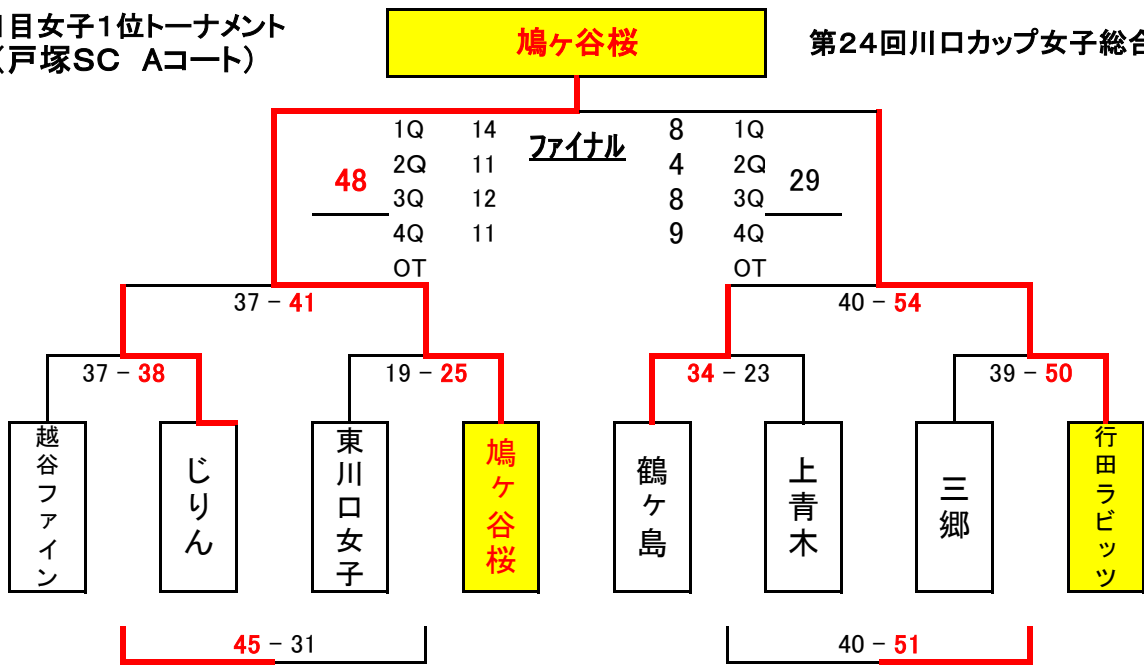 目女子1位トーナメント
(戸塚SC Aコート)
鳩ヶ谷桜
第24回川口カップ女子総合
ファイナル
48
1Q 14
2Q 11
3Q 12
4Q 11
OT
8 1Q
4 2Q
8 3Q
9 4Q
OT
29
37 - 41
40 - 54
37 - 38
19 - 25
34 - 23
39 - 50
越谷ファイン
じりん
東川口女子
鳩ヶ谷桜
鶴ヶ島
上青木
三郷
行田ラビッツ
45 - 31
40 - 51